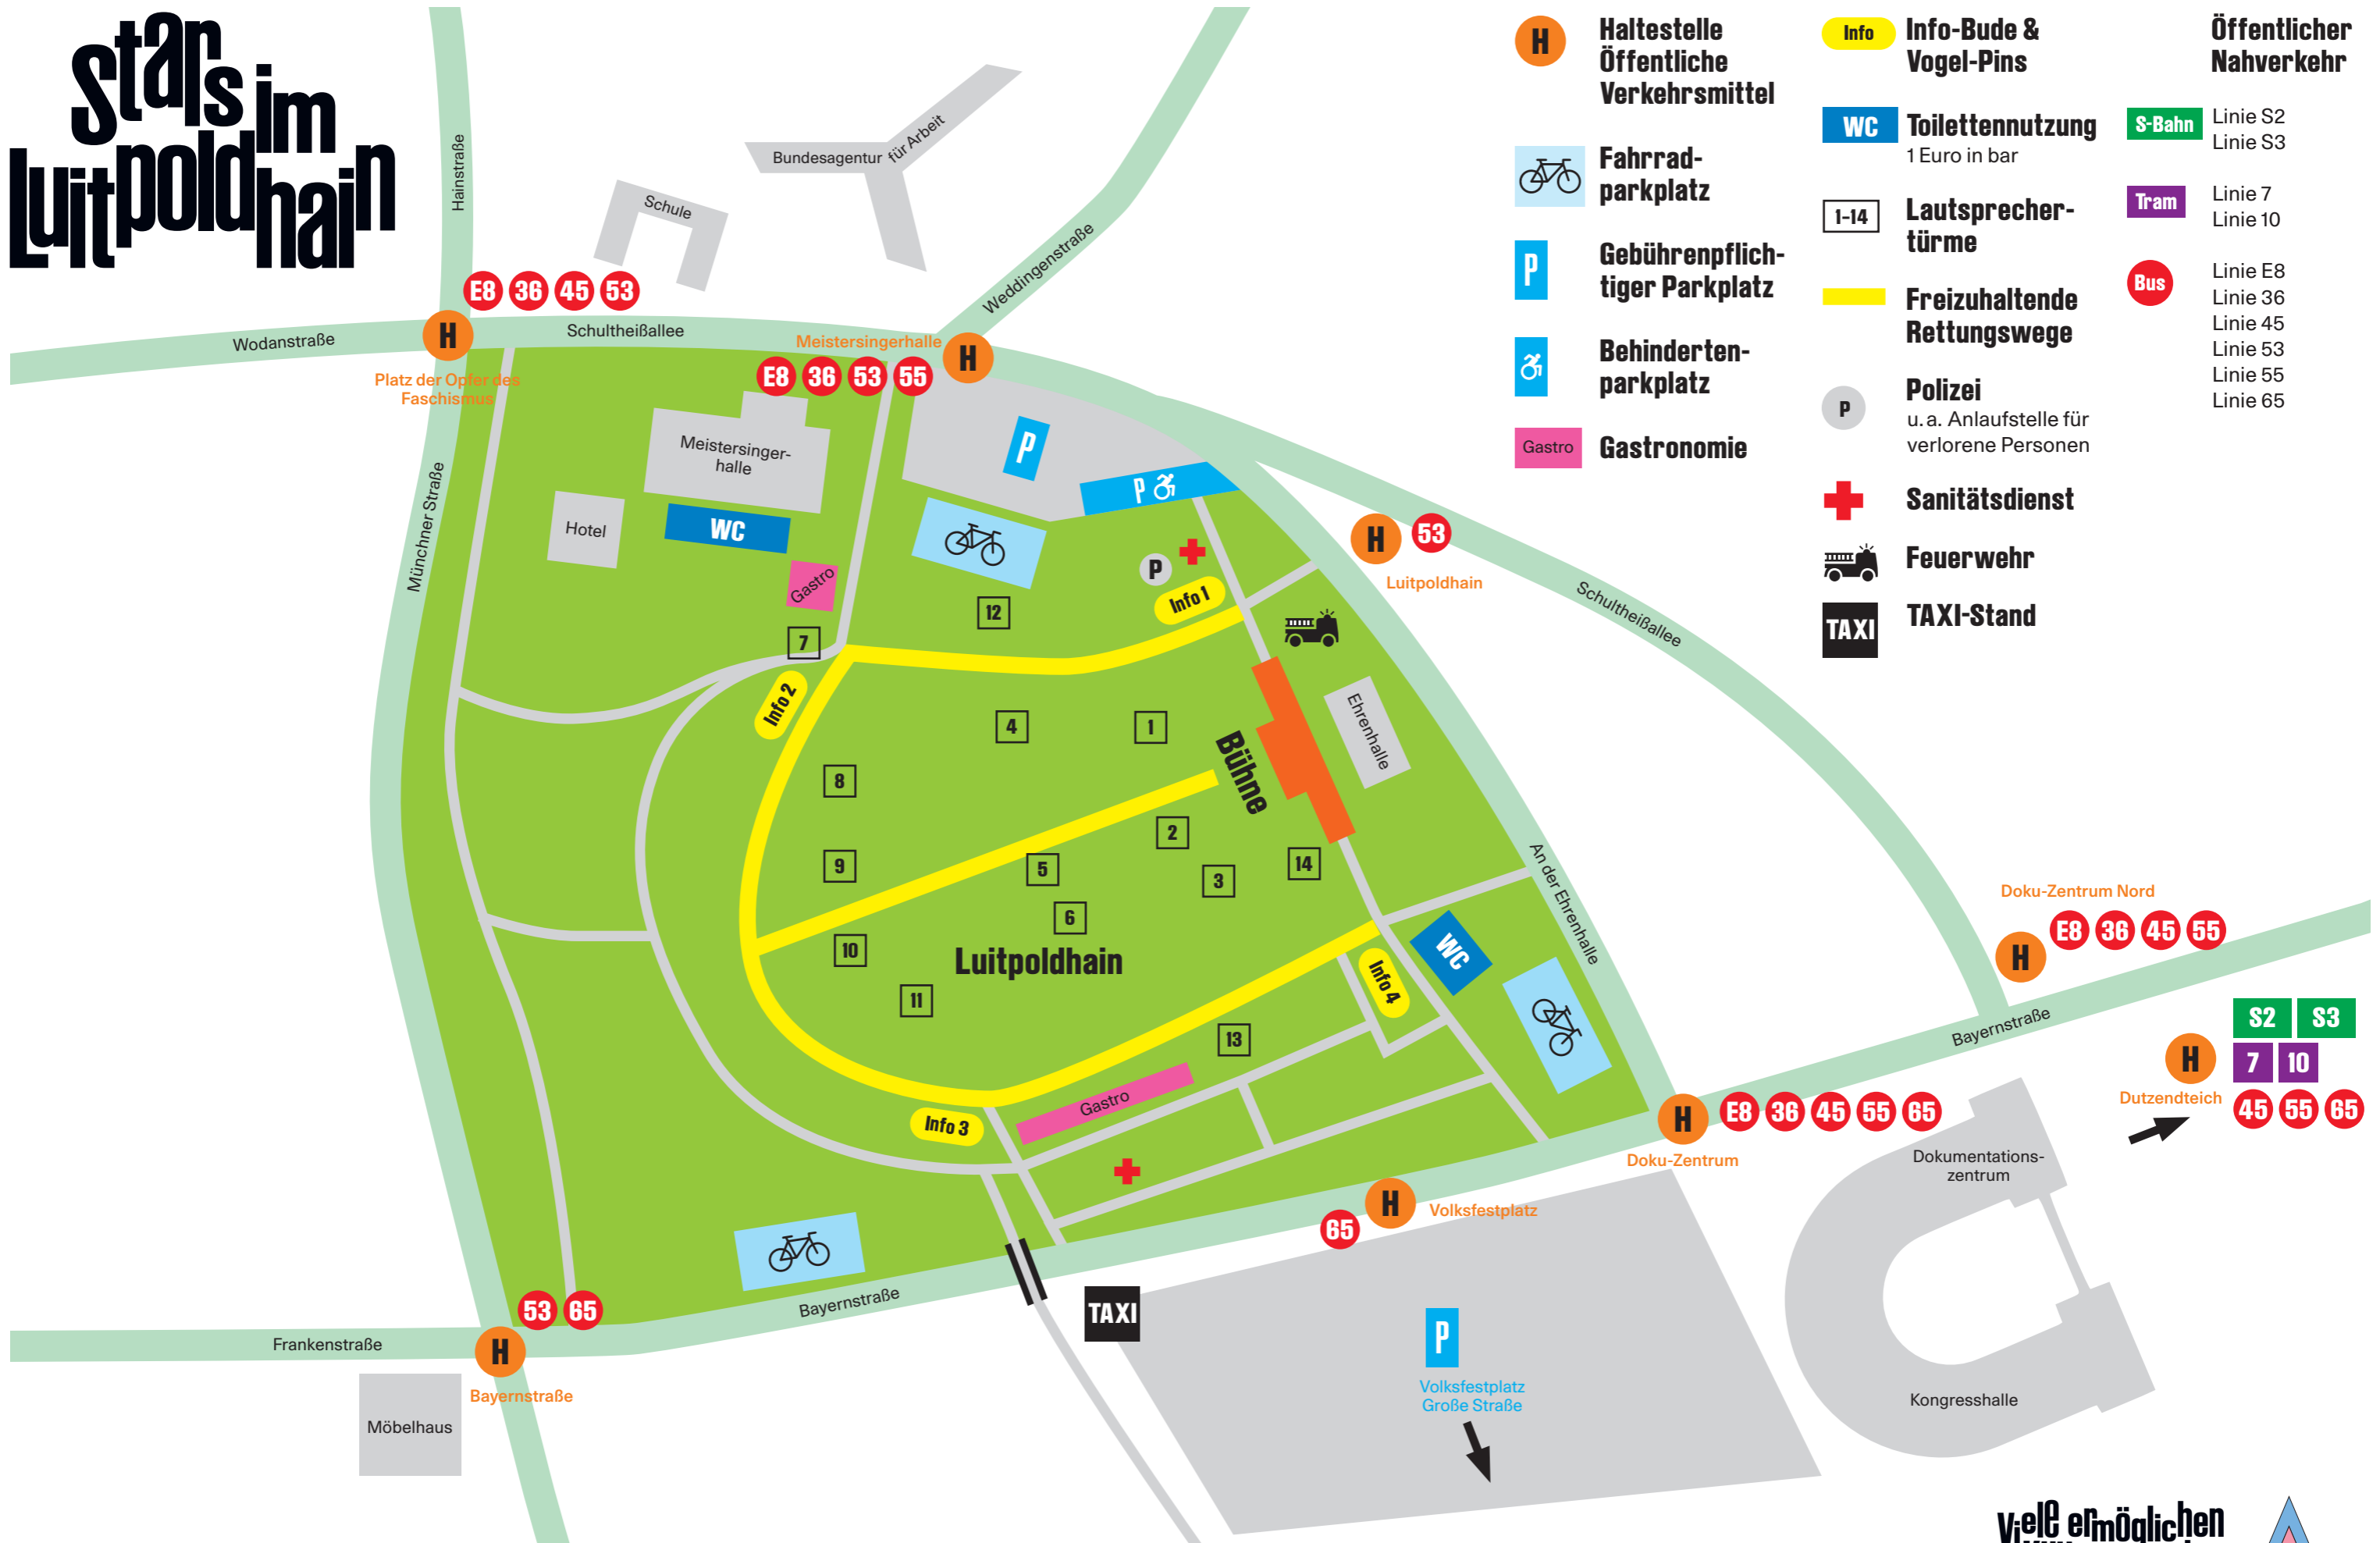 Stars im
Luitpoldhain
H
Haltestelle
Öffentliche
Verkehrsmittel
Fahrrad-
parkplatz
P
Gebührenpflich-
tiger Parkplatz
Behinderten-
parkplatz
Gastro
Gastronomie
Info
Info-Bude &
Vogel-Pins
WC
Toilettennutzung
1 Euro in bar
1–14
Lautsprecher-
türme
Freizuhaltende
Rettungswege
P
Polizei
u. a. Anlaufstelle für
verlorene Personen
Sanitätsdienst
Feuerwehr
TAXI
TAXI-Stand
Öffentlicher
Nahverkehr
S-Bahn
Linie S2
Linie S3
Tram
Linie 7
Linie 10
Bus
Linie E8
Linie 36
Linie 45
Linie 53
Linie 55
Linie 65
Hainstraße
Schule
Bundesagentur für Arbeit
Weddingenstraße
E8 36 45 53
H
Wodanstraße
Schultheißallee
Platz der Opfer des
Faschismus
Meistersingerhalle
H
E8 36 53 55
Münchner Straße
Meistersinger-
halle
Hotel
WC
Gastro
P
P
H 53
Luitpoldhain
Schultheißallee
P
Info 1
12
7
Info 2
4
1
Bühne
Ehrenhalle
8
9
2
5
3
14
6
10
11
Luitpoldhain
An der Ehrenhalle
WC
Info 4
13
Gastro
Info 3
Doku-Zentrum Nord
H
E8 36 45 55
Bayernstraße
S2 S3
H
7 10
Dutzendteich
45 55 65
H
E8 36 45 55 65
Doku-Zentrum
Dokumentations-
zentrum
Kongresshalle
H
65
Volksfestplatz
TAXI
P
Volksfestplatz
Große Straße
Bayernstraße
53 65
Frankenstraße
H
Bayernstraße
Möbelhaus
Viele ermöglichen